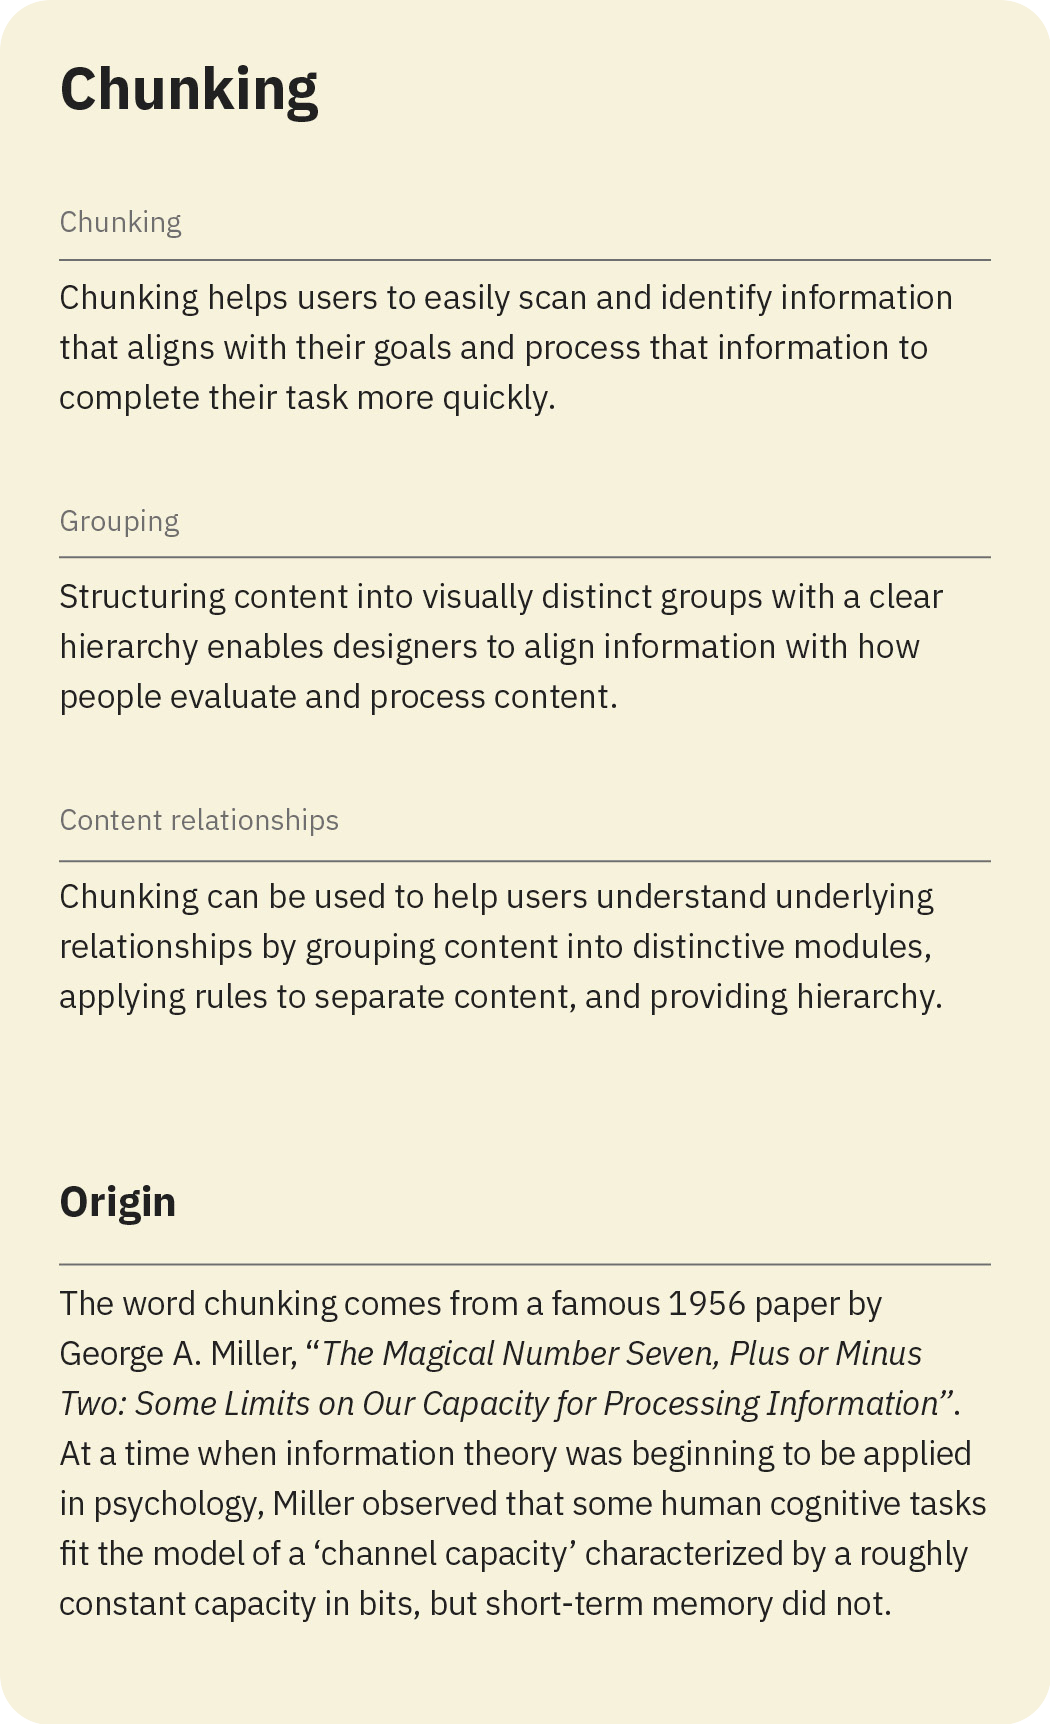 Chunking
Chunking
Chunking helps users to easily scan and identify information
that aligns with their goals and process that information to
complete their task more quickly.
Grouping
Structuring content into visually distinct groups with a clear
hierarchy enables designers to align information with how
people evaluate and process content.
Content relationships
Chunking can be used to help users understand underlying
relationships by grouping content into distinctive modules,
applying rules to separate content, and providing hierarchy.
Origin
The word chunking comes from a famous 1956 paper by
George A. Miller, “The Magical Number Seven, Plus or Minus
Two: Some Limits on Our Capacity for Processing Information”.
At a time when information theory was beginning to be applied
in psychology, Miller observed that some human cognitive tasks
fit the model of a ‘channel capacity’ characterized by a roughly
constant capacity in bits, but short-term memory did not.